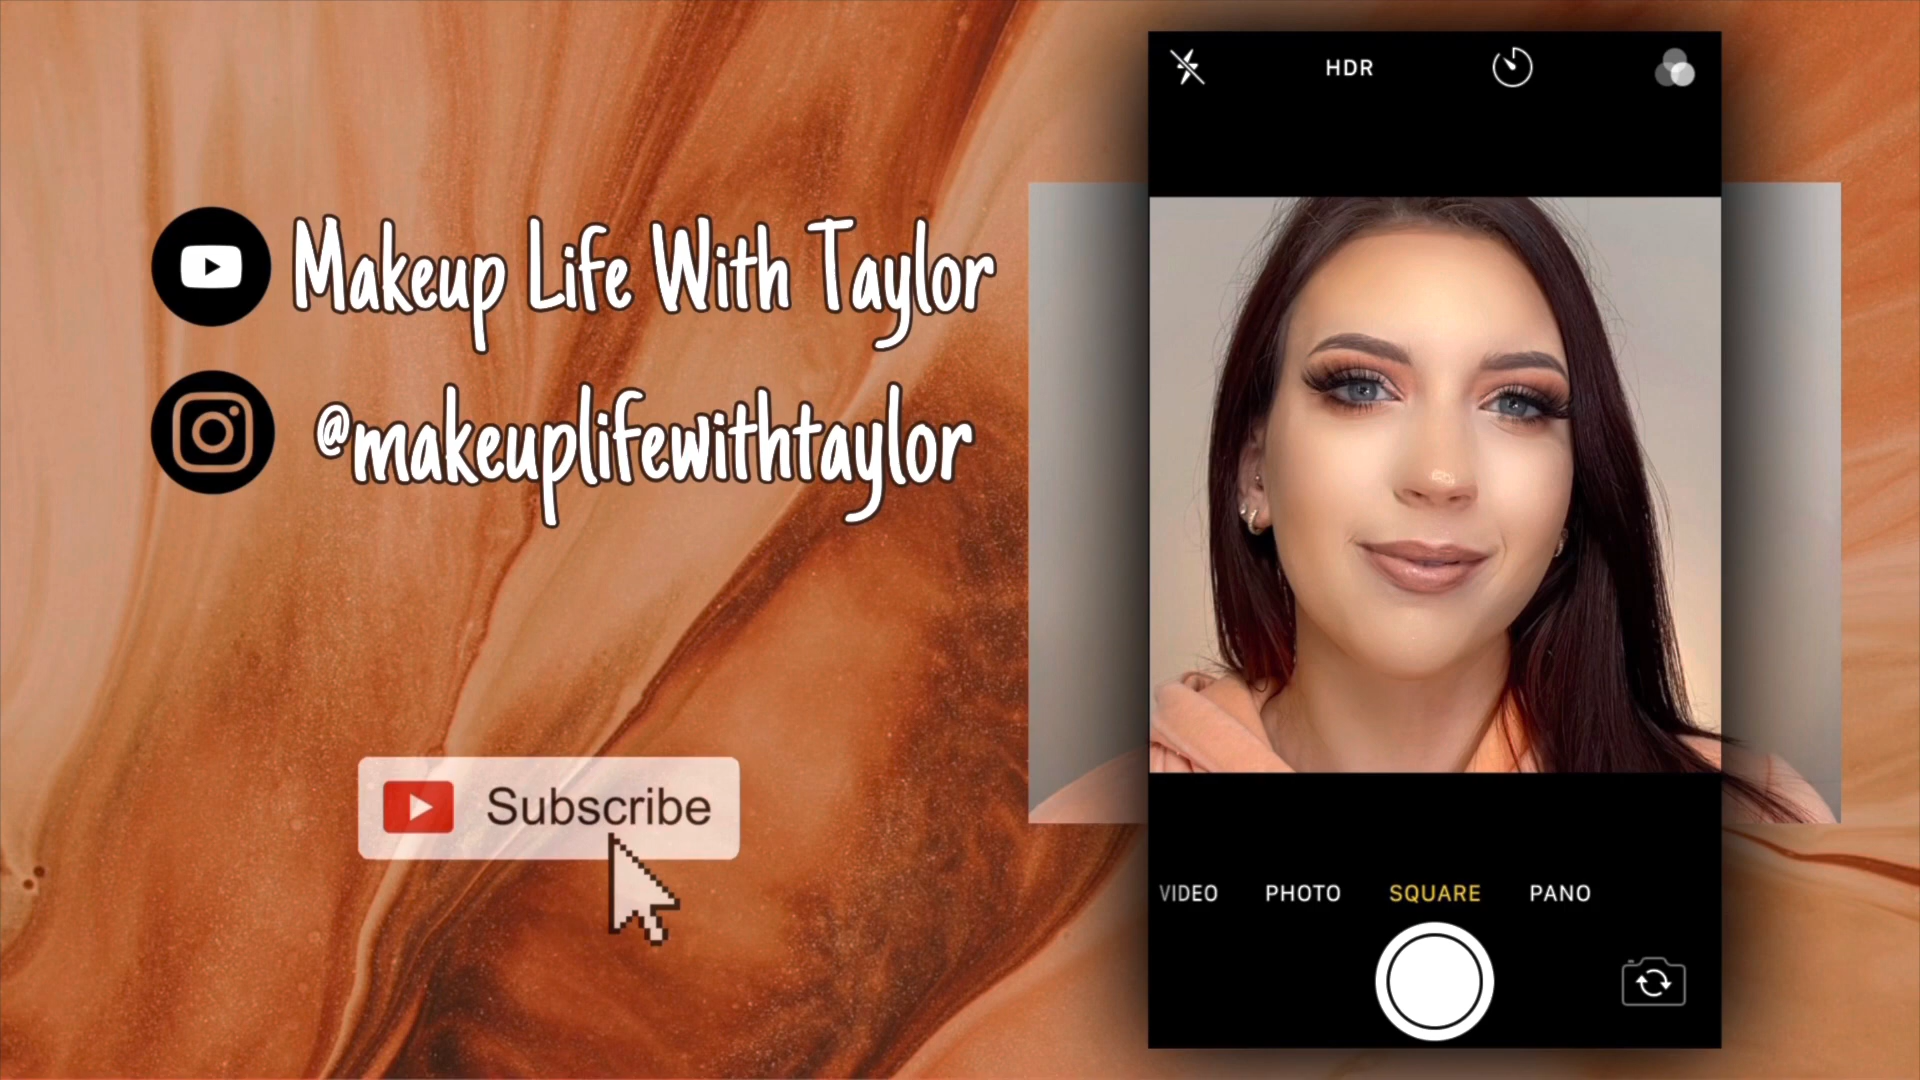 Makeup Life With Taylor
@makeuplifewithtaylor
Subscribe
HDR
VIDEO PHOTO SQUARE PANO